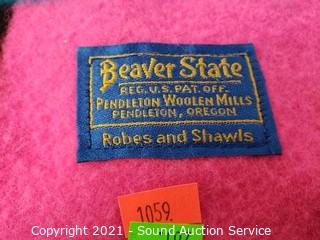 Beaver State
REG. U.S. PAT. OFF.
PENDLETON WOOLEN MILLS
PENDLETON, OREGON
Robes and Shawls
1059
Copyright 2021 - Sound Auction Service